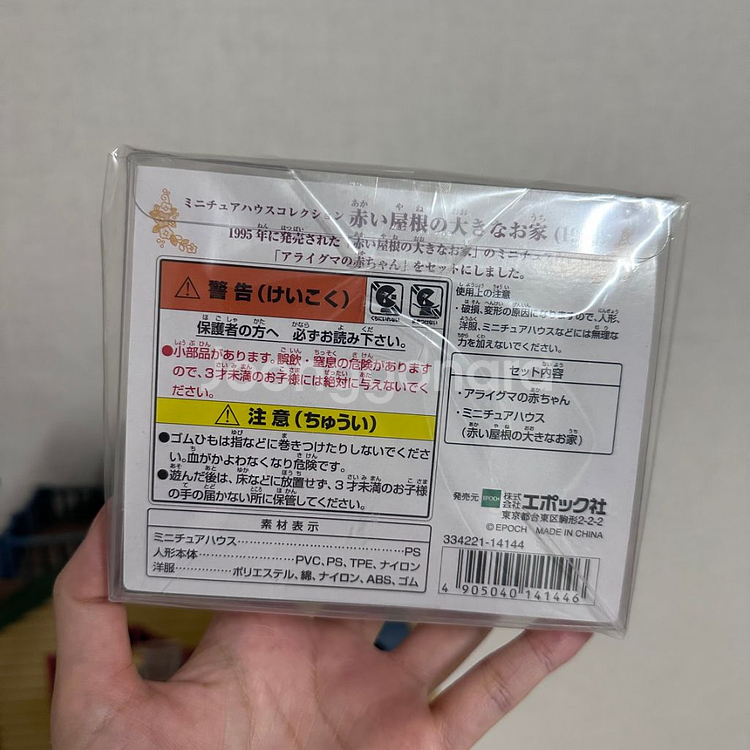 ミニチュアハウスコレクション 赤い屋根の大きなお家
1995年に発売された「赤い屋根の大きなお家」のミニチュ
「アライグマの赤ちゃん」をセットにしました。
警告(けいこく)
保護者の方へ 必ずお読み下さい。
●小部品があります。誤飲・窒息の危険があります
ので、3才未満のお子様には絶対に与えないでく
ださい。
注意(ちゅうい)
●ゴムひもは指などに巻きつけたりしないでくださ
い。血がかよわなくなり危険です。
●遊んだ後は、床などに放置せず、3才未満のお子様
の手の届かない所に保管してください。
素材表示
ミニチュアハウス……PS
人形本体……PVC、PS、TPE、ナイロン
洋服……ポリエステル、綿、ナイロン、ABS、ゴム
使用上の注意
・破損、変形の原因になりますので、人形、
洋服、ミニチュアハウスなどには無理な
力を加えないでください。
セット内容
・アライグマの赤ちゃん
・ミニチュアハウス
(赤い屋根の大きなお家)
発売元 EPOCH 株式会社 エポック社
東京都台東区駒形2-2-2
© EPOCH MADE IN CHINA
334221-14144
4 905040 141446